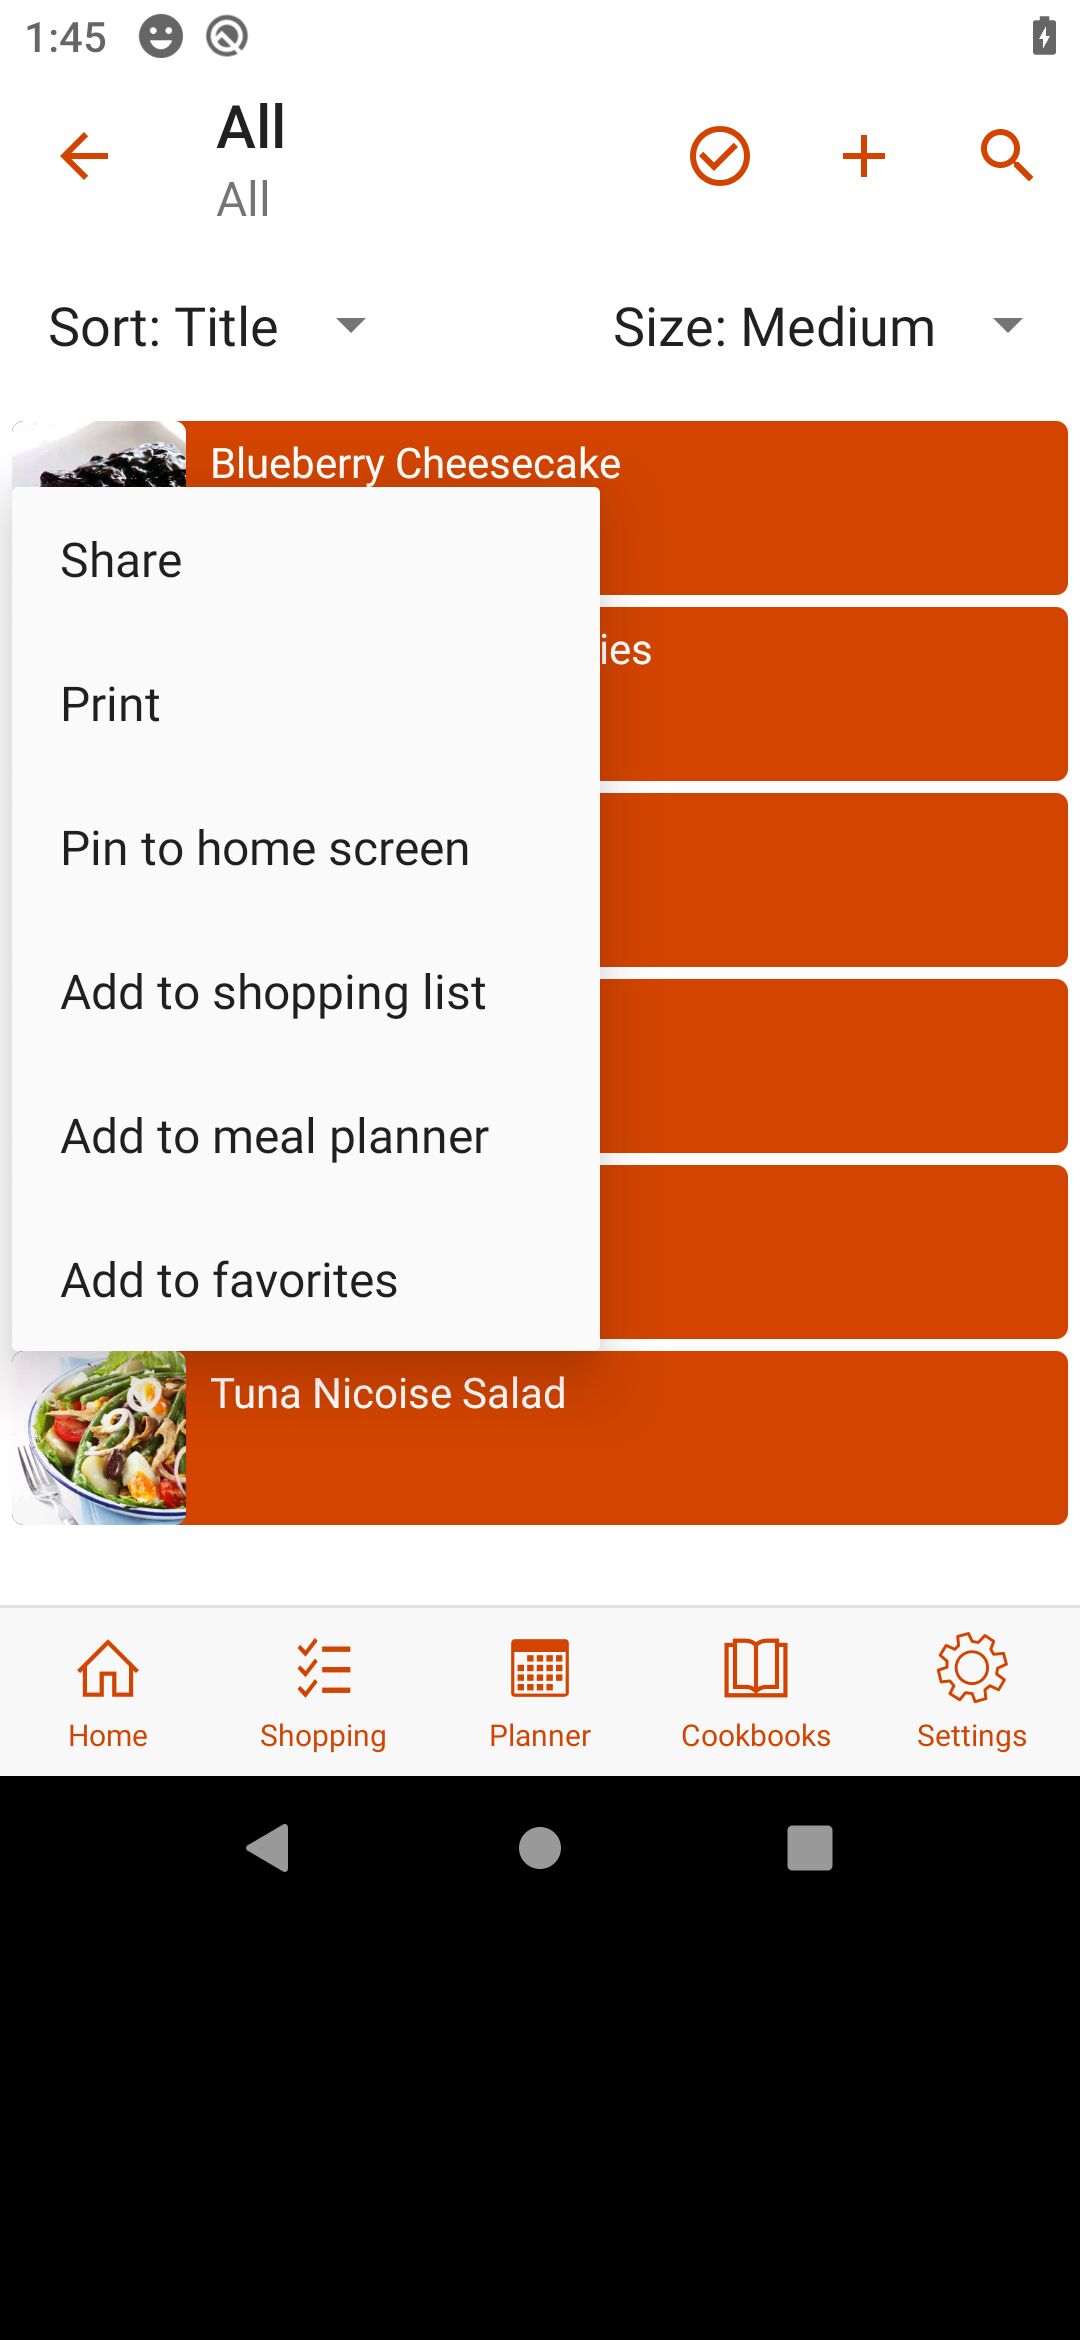 1:45
All
All
Sort: Title
Size: Medium
Blueberry Cheesecake
Share
ies
Print
Pin to home screen
Add to shopping list
Add to meal planner
Add to favorites
Tuna Nicoise Salad
Home
Shopping
Planner
Cookbooks
Settings